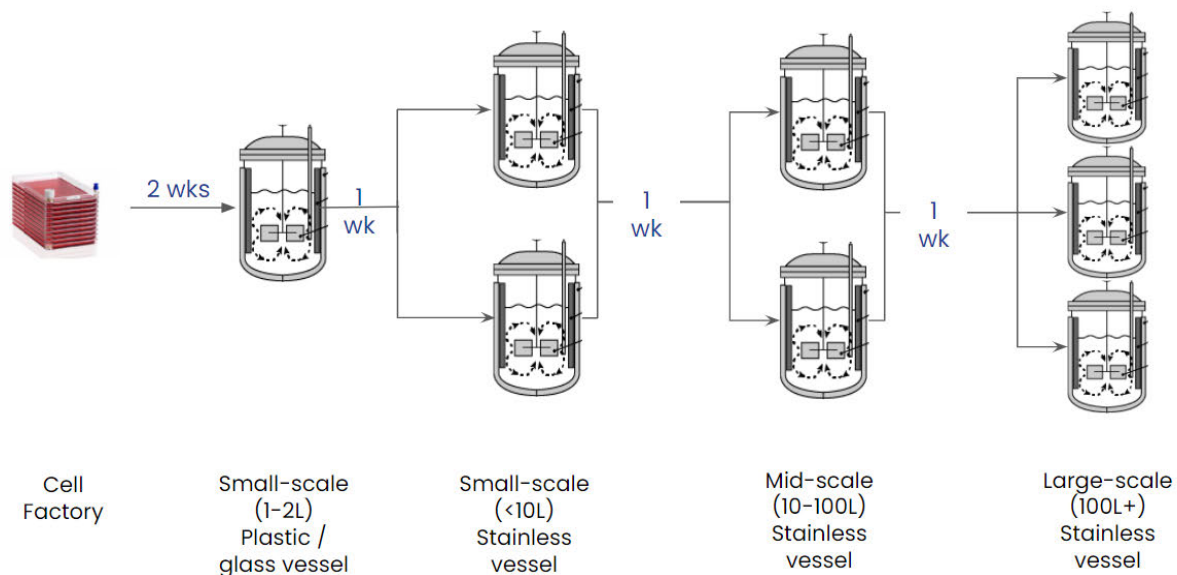 2 wks
1
wk
1
wk
1
wk
Cell
Factory
Small-scale
(1-2L)
Plastic /
glass vessel
Small-scale
(<10L)
Stainless
vessel
Mid-scale
(10-100L)
Stainless
vessel
Large-scale
(100L+)
Stainless
vessel